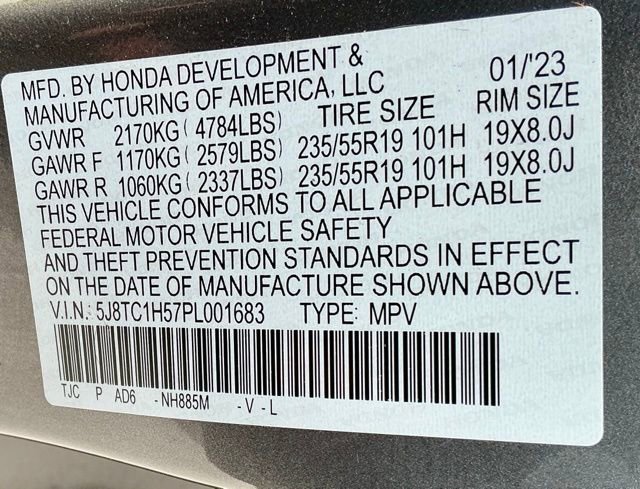 MFD. BY HONDA DEVELOPMENT &
MANUFACTURING OF AMERICA, LLC 01/'23
GVWR 2170KG ( 4784LBS) TIRE SIZE RIM SIZE
GAWR F 1170KG ( 2579LBS) 235/55R19 101H 19X8.0J
GAWR R 1060KG ( 2337LBS) 235/55R19 101H 19X8.0J
THIS VEHICLE CONFORMS TO ALL APPLICABLE
FEDERAL MOTOR VEHICLE SAFETY
AND THEFT PREVENTION STANDARDS IN EFFECT
ON THE DATE OF MANUFACTURE SHOWN ABOVE.
V.I.N.: 5J8TC1H57PL001683 TYPE: MPV
TJC P AD6 - NH885M - V - L